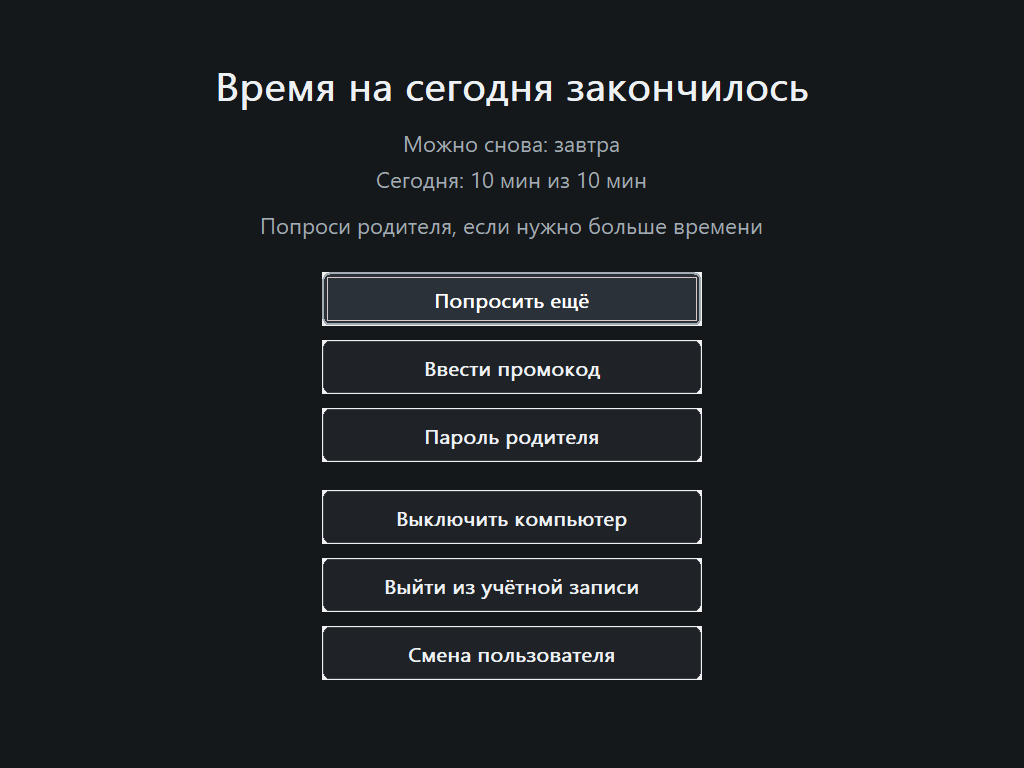 Время на сегодня закончилось
Можно снова: завтра
Сегодня: 10 мин из 10 мин
Попроси родителя, если нужно больше времени
Попросить ещё
Ввести промокод
Пароль родителя
Выключить компьютер
Выйти из учётной записи
Смена пользователя